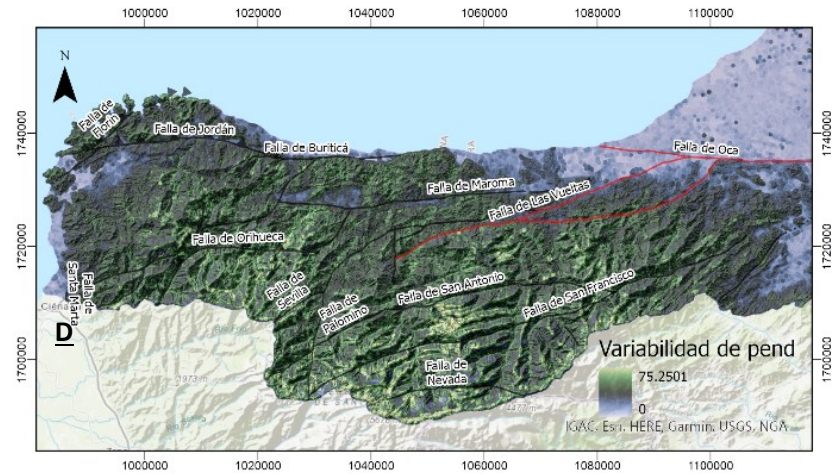 1000000 1020000 1040000 1060000 1080000 1100000
N
1740000
1740000
Falla de
Florin
Falla de Jordán
Falla de Buriticá
Falla de Oca
Falla de Maroma
Falla de Las Vueltas
1720000
1720000
Falla de Orihueca
Falla de
Santa Marta
Falla de
Sevilla
Falla de
Palomino
Falla de San Antonio
Falla de San Francisco
D
1700000
1700000
Falla de
Nevada
1973 m
4477 m
Variabilidad de pend
75.2501
0
IGAC, Esri, HERE, Garmin, USGS, NGA
1000000 1020000 1040000 1060000 1080000 1100000